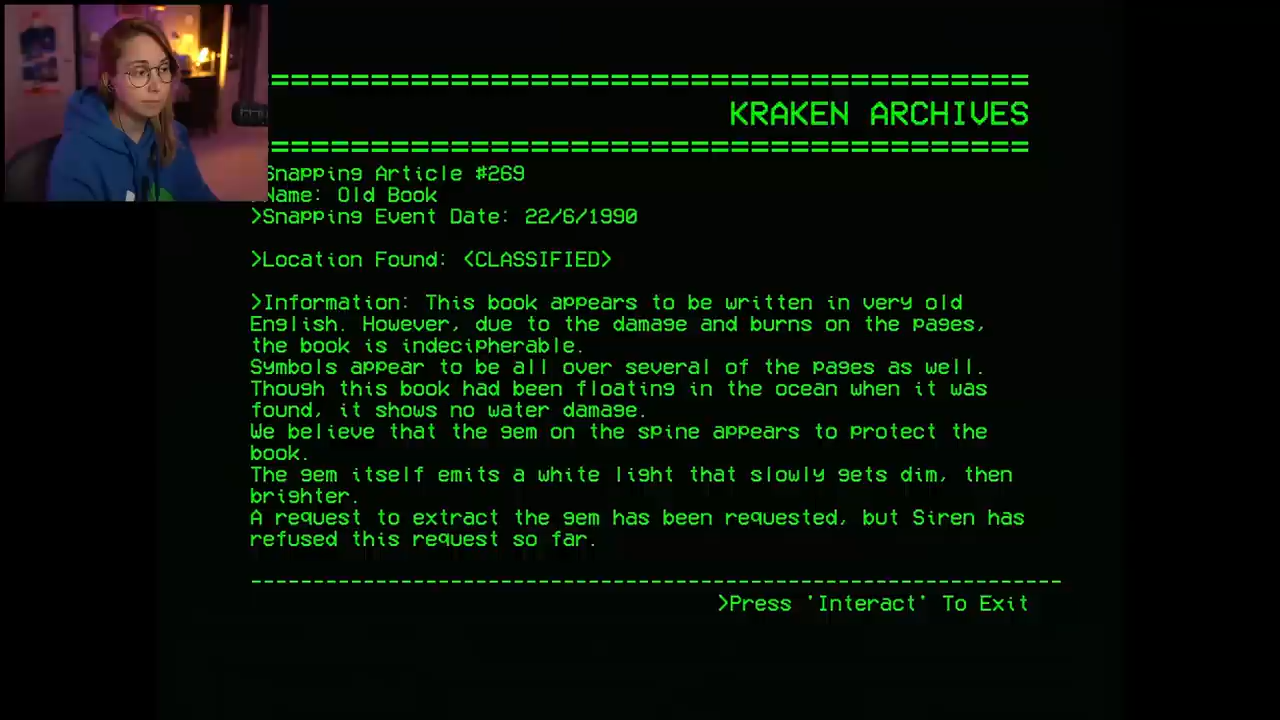 ========================================
KRAKEN ARCHIVES
========================================
Snapping Article #269
Name: Old Book
>Snapping Event Date: 22/6/1990
>Location Found: <CLASSIFIED>
>Information: This book appears to be written in very old
English. However, due to the damage and burns on the pages,
the book is indecipherable.
Symbols appear to be all over several of the pages as well.
Though this book had been floating in the ocean when it was
found, it shows no water damage.
We believe that the gem on the spine appears to protect the
book.
The gem itself emits a white light that slowly gets dim, then
brighter.
A request to extract the gem has been requested, but Siren has
refused this request so far.
-----------------------------------------------------------------
>Press 'Interact' To Exit